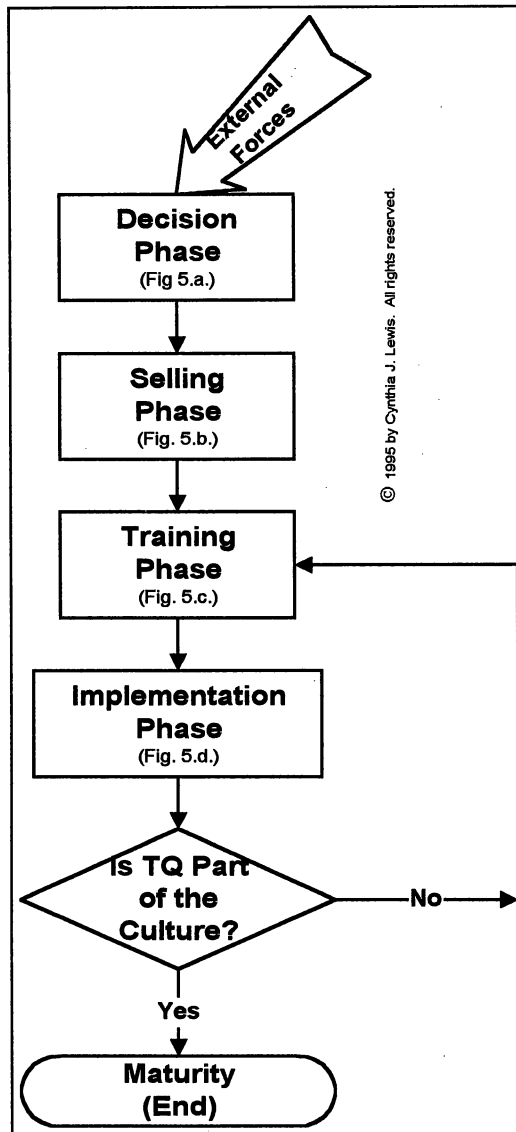 External
Forces
Decision
Phase
(Fig 5.a.)
© 1995 by Cynthia J. Lewis. All rights reserved.
Selling
Phase
(Fig. 5.b.)
Training
Phase
(Fig. 5.c.)
Implementation
Phase
(Fig. 5.d.)
Is TQ Part
of the
Culture?
No
Yes
Maturity
(End)